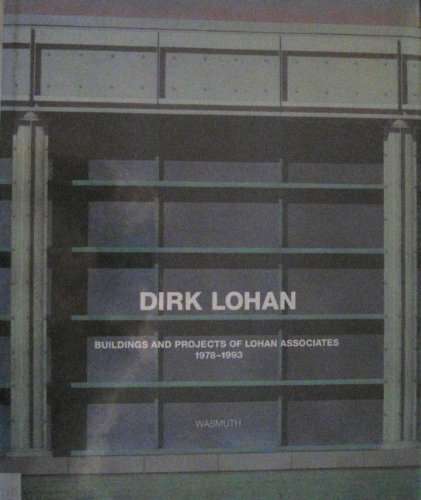 DIRK LOHAN
BUILDINGS AND PROJECTS OF LOHAN ASSOCIATES
1978–1993
WASMUTH